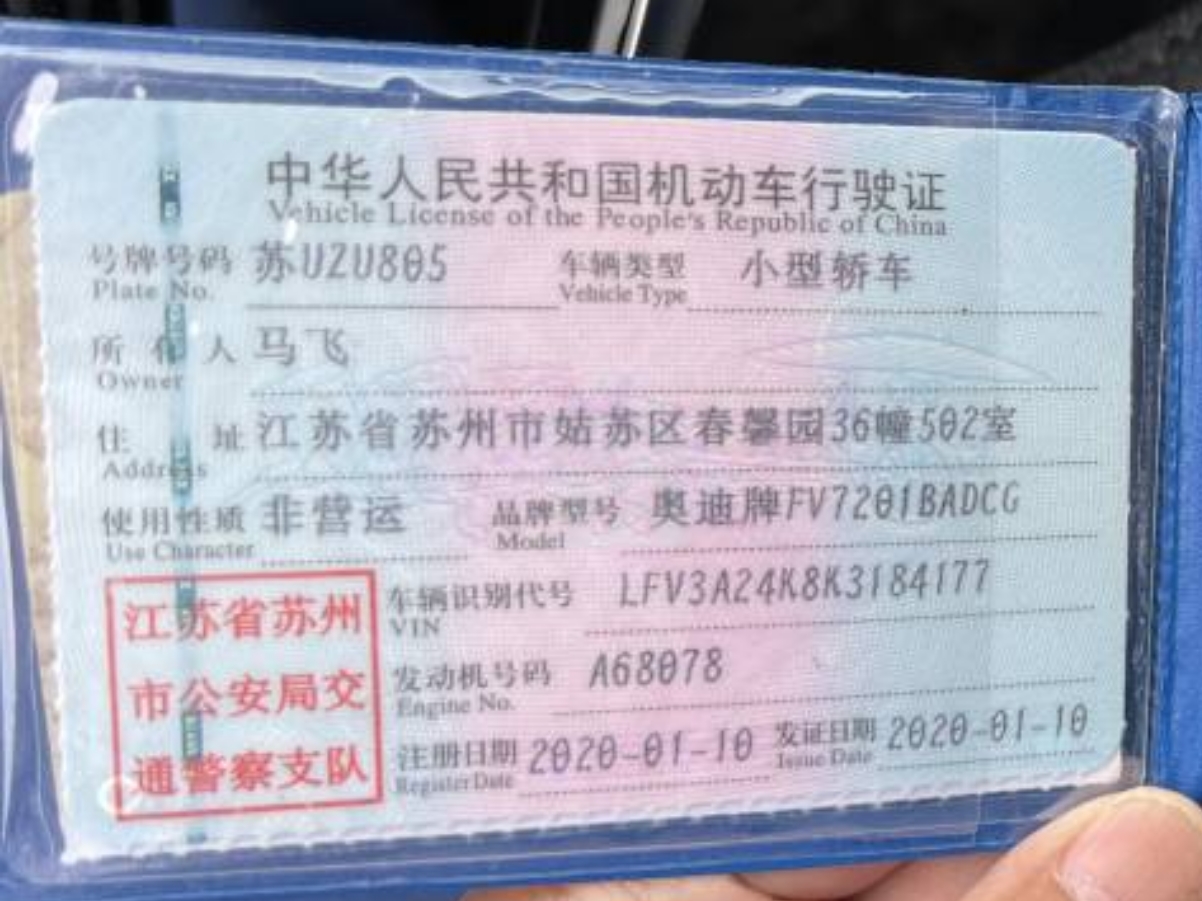 中华人民共和国机动车行驶证
Vehicle License of the People's Republic of China
号牌号码 苏UZU805 车辆类型 小型轿车
Plate No. Vehicle Type
所有人 马飞
Owner
住址 江苏省苏州市姑苏区春馨园36幢502室
Address
使用性质 非营运 品牌型号 奥迪牌FV7201BADCG
Use Character Model
江苏省苏州
市公安局交
通警察支队
车辆识别代号 LFV3A24K8K3184177
VIN
发动机号码 A68078
Engine No.
注册日期 2020-01-10 发证日期 2020-01-10
Register Date Issue Date